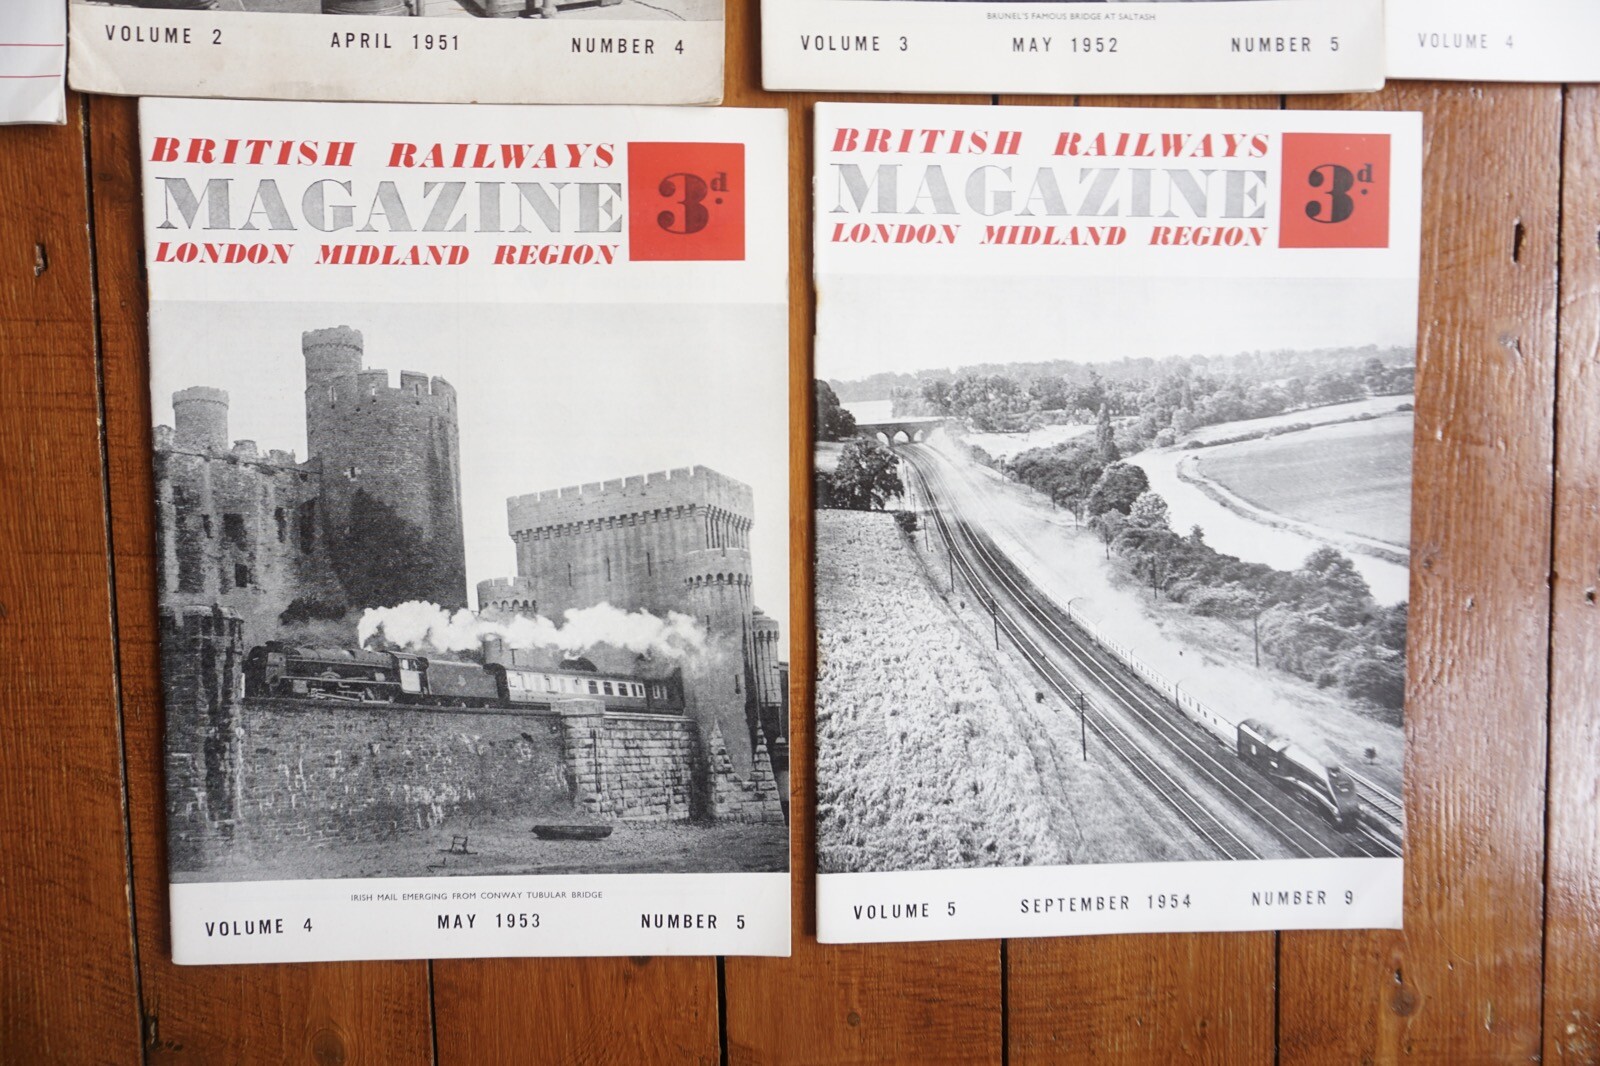 VOLUME 2 APRIL 1951 NUMBER 4
BRUNEL'S FAMOUS BRIDGE AT SALTASH
VOLUME 3 MAY 1952 NUMBER 5
VOLUME 4
BRITISH RAILWAYS
MAGAZINE
LONDON MIDLAND REGION
3d.
IRISH MAIL EMERGING FROM CONWAY TUBULAR BRIDGE
VOLUME 4 MAY 1953 NUMBER 5
BRITISH RAILWAYS
MAGAZINE
LONDON MIDLAND REGION
3d.
VOLUME 5 SEPTEMBER 1954 NUMBER 9